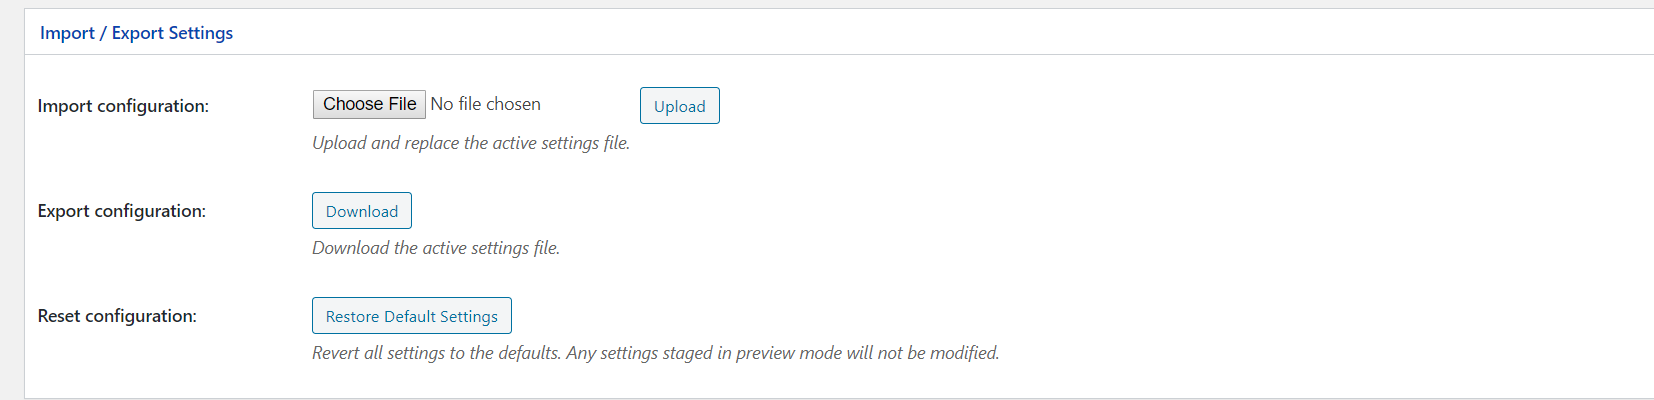 Import / Export Settings
Import configuration:
Choose File No file chosen
Upload
Upload and replace the active settings file.
Export configuration:
Download
Download the active settings file.
Reset configuration:
Restore Default Settings
Revert all settings to the defaults. Any settings staged in preview mode will not be modified.